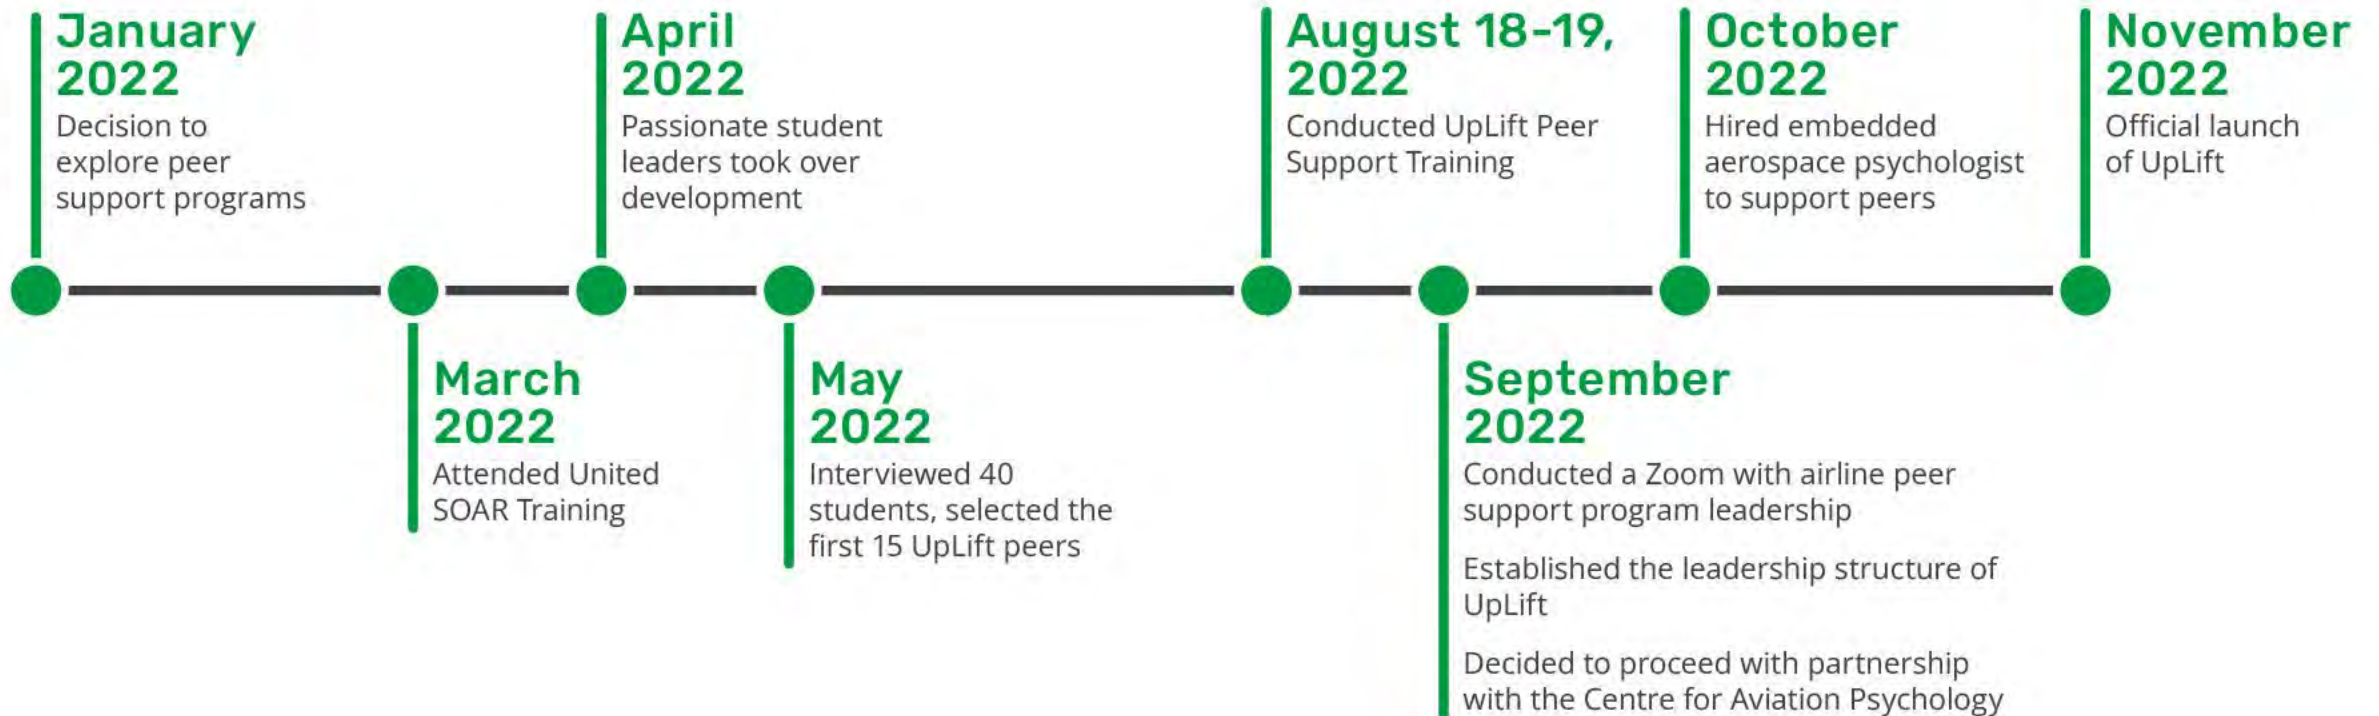 January
2022
Decision to
explore peer
support programs
March
2022
Attended United
SOAR Training
April
2022
Passionate student
leaders took over
development
May
2022
Interviewed 40
students, selected the
first 15 UpLift peers
August 18-19,
2022
Conducted UpLift Peer
Support Training
September
2022
Conducted a Zoom with airline peer
support program leadership
Established the leadership structure of
UpLift
Decided to proceed with partnership
with the Centre for Aviation Psychology
October
2022
Hired embedded
aerospace psychologist
to support peers
November
2022
Official launch
of UpLift